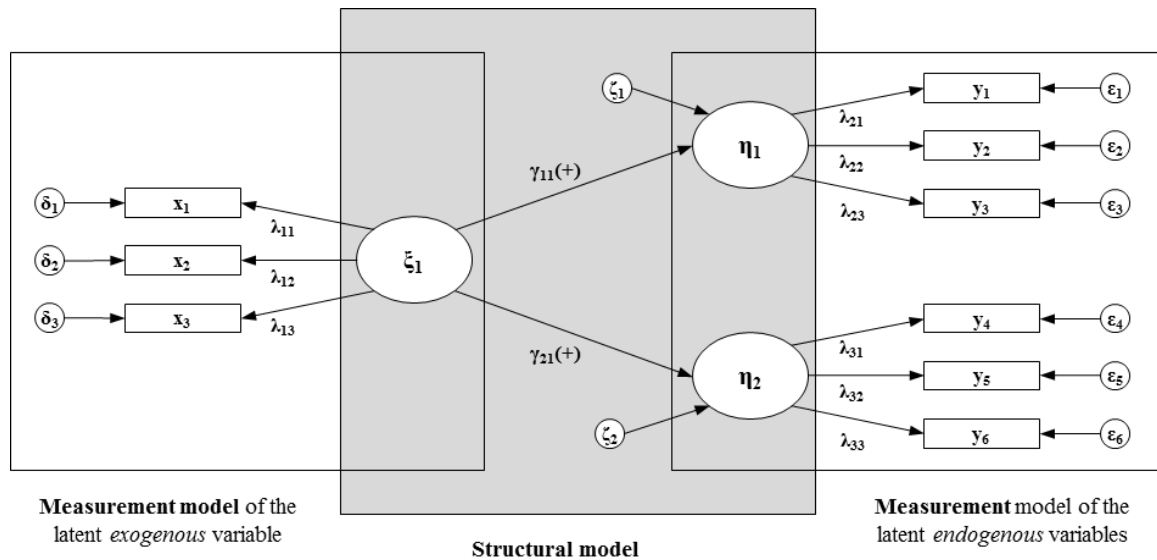 ζ₁
η₁
λ₂₁
λ₂₂
λ₂₃
y₁
y₂
y₃
ε₁
ε₂
ε₃
γ₁₁(+)
δ₁
δ₂
δ₃
x₁
x₂
x₃
λ₁₁
λ₁₂
λ₁₃
ξ₁
γ₂₁(+)
ζ₂
η₂
λ₃₁
λ₃₂
λ₃₃
y₄
y₅
y₆
ε₄
ε₅
ε₆
Measurement model of the
latent exogenous variable
Structural model
Measurement model of the
latent endogenous variables